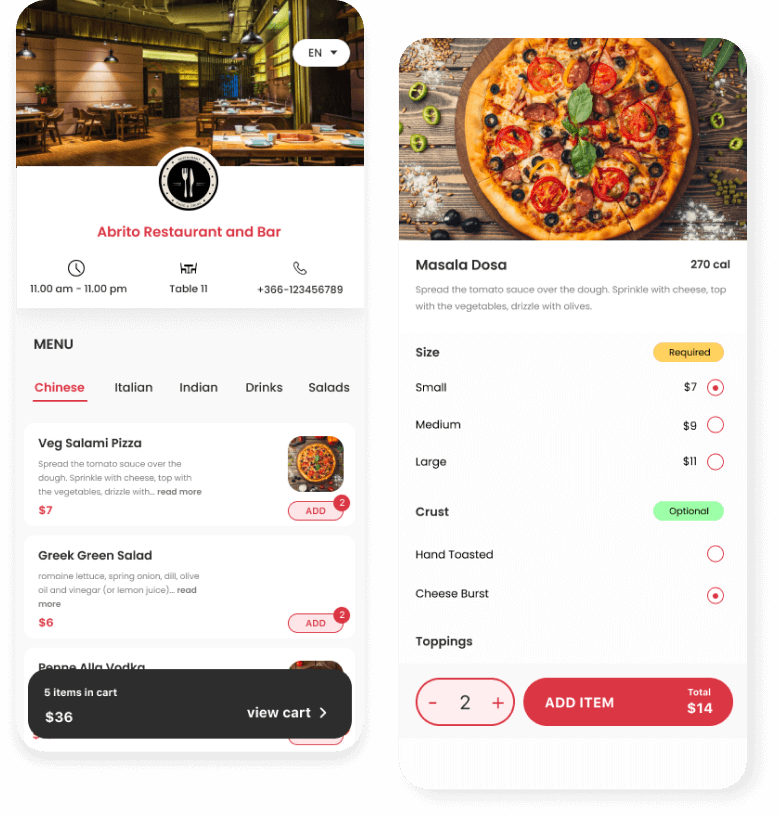 EN
Abrito Restaurant and Bar
11.00 am - 11.00 pm
Table 11
+366-123456789
MENU
Chinese Italian Indian Drinks Salads
Veg Salami Pizza
Spread the tomato sauce over the
dough. Sprinkle with cheese, top with
the vegetables, drizzle with... read more
$7
ADD
2
Greek Green Salad
romaine lettuce, spring onion, dill, olive
oil and vinegar (or lemon juice)... read
more
$6
ADD
2
Penne Alla Vodka
5 items in cart
$36
view cart >
Masala Dosa
270 cal
Spread the tomato sauce over the dough. Sprinkle with cheese, top
with the vegetables, drizzle with olives.
Size
Required
Small $7
Medium $9
Large $11
Crust
Optional
Hand Toasted
Cheese Burst
Toppings
- 2 +
ADD ITEM
Total
$14